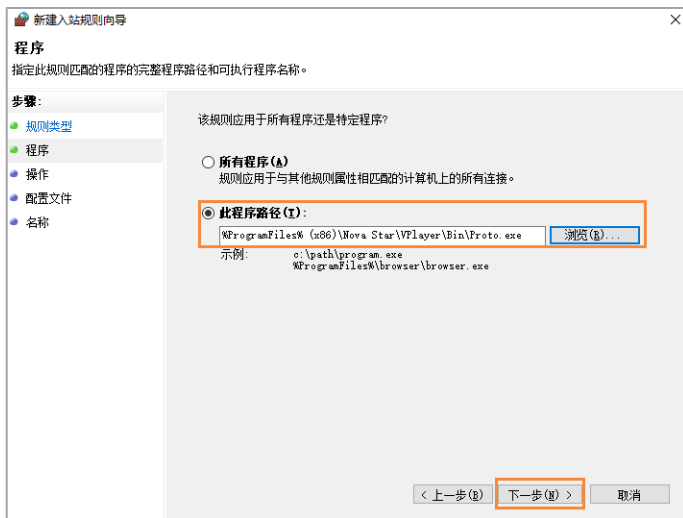 新建入站规则向导
程序
指定此规则匹配的程序的完整程序路径和可执行程序名称。
步骤:
规则类型
程序
操作
配置文件
名称
该规则应用于所有程序还是特定程序?
所有程序(A)
规则应用于与其他规则属性相匹配的计算机上的所有连接。
此程序路径(T):
%ProgramFiles% (x86)\Nova Star\VPlayer\Bin\Proto.exe 浏览(R)...
示例: c:\path\program.exe
%ProgramFiles%\browser\browser.exe
< 上一步(B) 下一步(N) > 取消